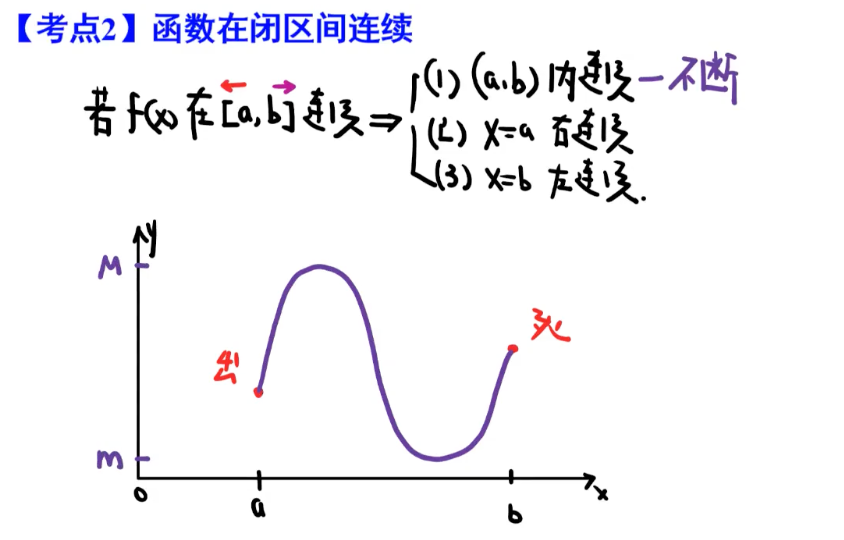 【考点2】函数在闭区间连续
(1) (a,b) 内连续 — 不断
若 f(x) 在 [a,b] 连续 ⇒
(2) x=a 右连续
(3) x=b 左连续.
y
M
死
出
m
0 a b x